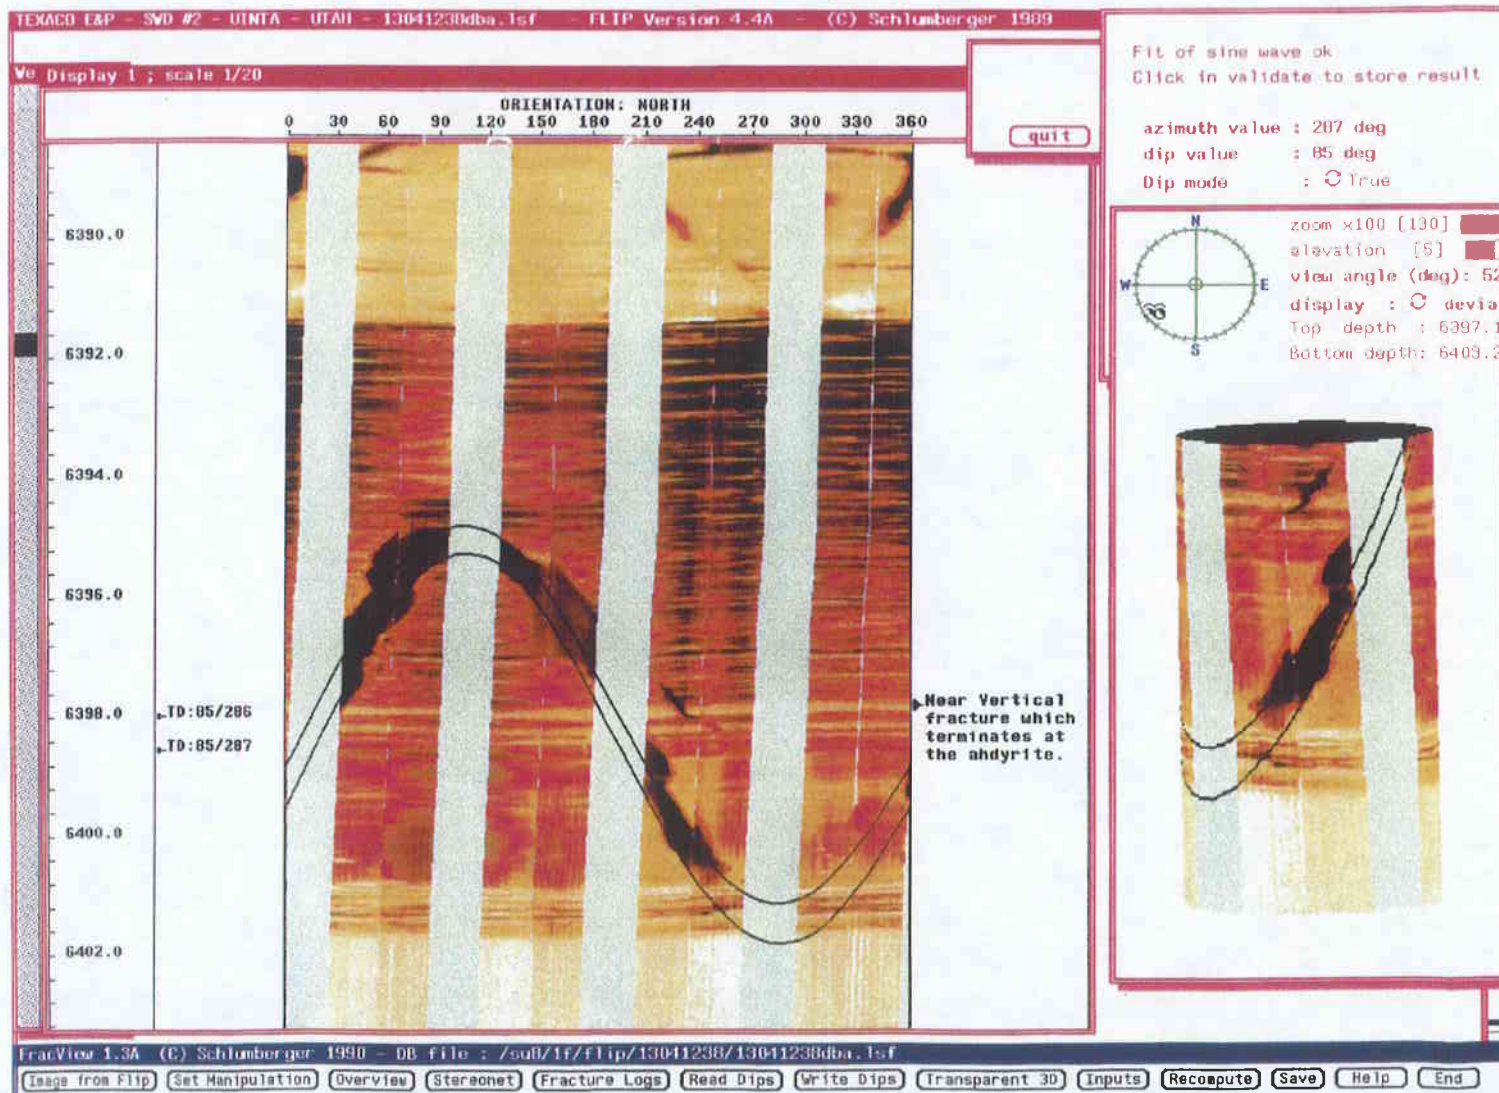 TEXACO E&P - SWD #2 - UINTA - UTAH - 13041238dba.lsf - FLIP Version 4.4A - (C) Schlumberger 1989
We Display 1 ; scale 1/20
ORIENTATION: NORTH
0 30 60 90 120 150 180 210 240 270 300 330 360
quit
6390.0
6392.0
6394.0
6396.0
6398.0
6400.0
6402.0
TD:85/286
TD:85/287
Near Vertical
fracture which
terminates at
the ahdyrite.
Fit of sine wave ok
Click in validate to store result
azimuth value : 287 deg
dip value : 85 deg
Dip mode : True
N
W E
S
zoom x100 [130]
elevation [5]
view angle (deg): 52
display : devia
Top depth : 6397.1
Bottom depth: 6403.2
FracView 1.3A (C) Schlumberger 1990 - DB file : /su8/1f/flip/13041238/13041238dba.lsf
Image from Flip Set Manipulation Overview Stereonet Fracture Logs Read Dips Write Dips Transparent 3D Inputs Recompute Save Help End